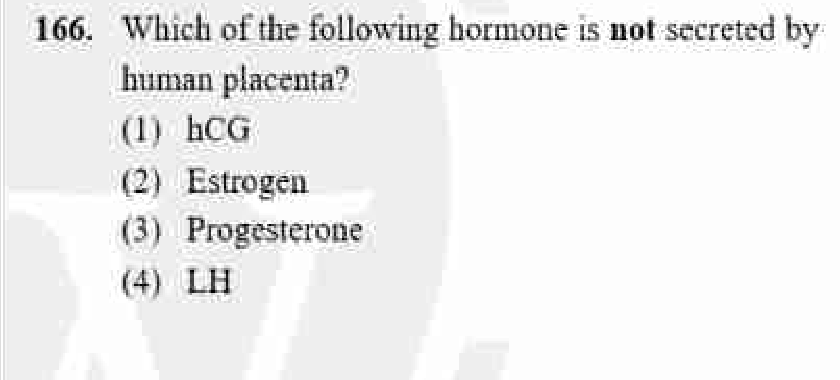 166. Which of the following hormone is not secreted by
human placenta?
(1) hCG
(2) Estrogen
(3) Progesterone
(4) LH